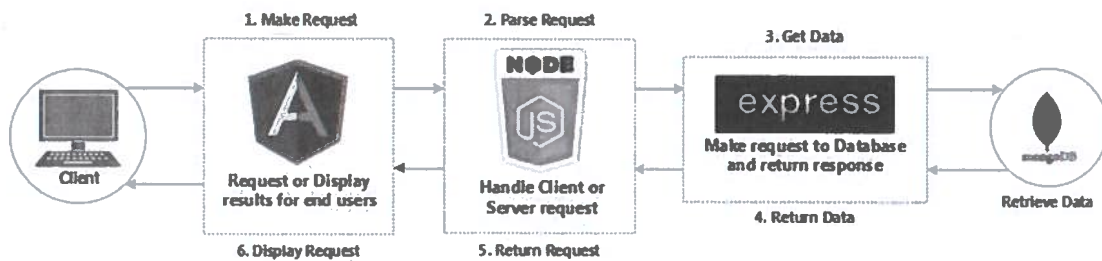 1. Make Request
2. Parse Request
3. Get Data
NODE
JS
express
mongoDB
Client
Request or Display
results for end users
Handle Client or
Server request
Make request to Database
and return response
Retrieve Data
4. Return Data
5. Return Request
6. Display Request